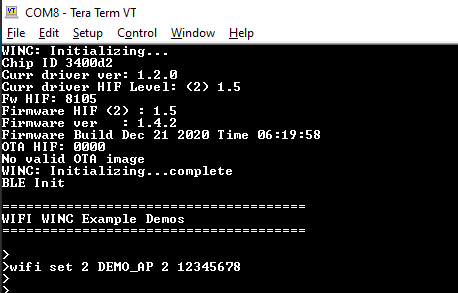 COM8 - Tera Term VT
File Edit Setup Control Window Help
WINC: Initializing...
Chip ID 3400d2
Curr driver ver: 1.2.0
Curr driver HIF Level: (2) 1.5
Fw HIF: 8105
Firmware HIF (2) : 1.5
Firmware ver   : 1.4.2
Firmware Build Dec 21 2020 Time 06:19:58
OTA HIF: 0000
No valid OTA image
WINC: Initializing...complete
BLE Init
======================================
WIFI WINC Example Demos
======================================
>
>wifi set 2 DEMO_AP 2 12345678
>
>